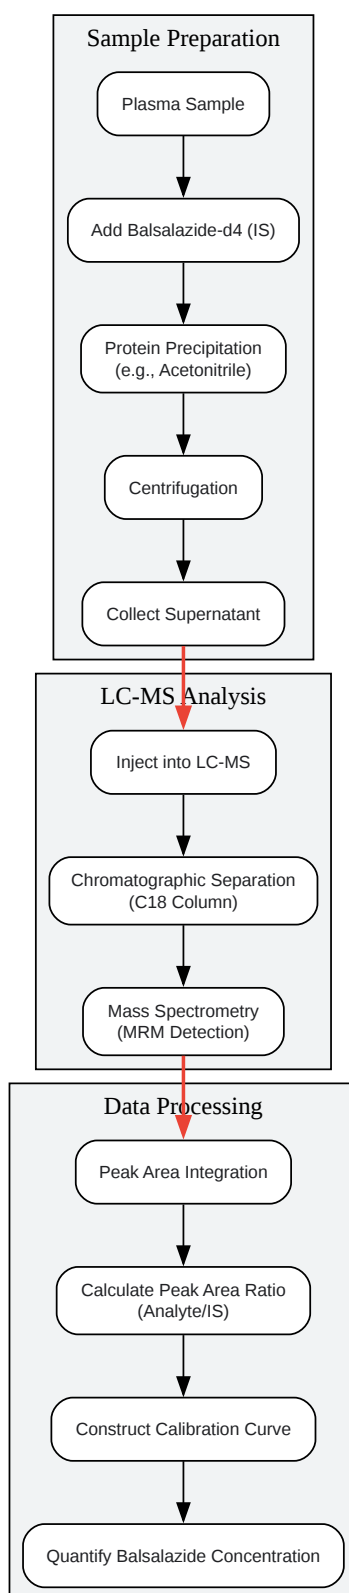 Sample Preparation
Plasma Sample
Add Balsalazide-d4 (IS)
Protein Precipitation
(e.g., Acetonitrile)
Centrifugation
Collect Supernatant
LC-MS Analysis
Inject into LC-MS
Chromatographic Separation
(C18 Column)
Mass Spectrometry
(MRM Detection)
Data Processing
Peak Area Integration
Calculate Peak Area Ratio
(Analyte/IS)
Construct Calibration Curve
Quantify Balsalazide Concentration